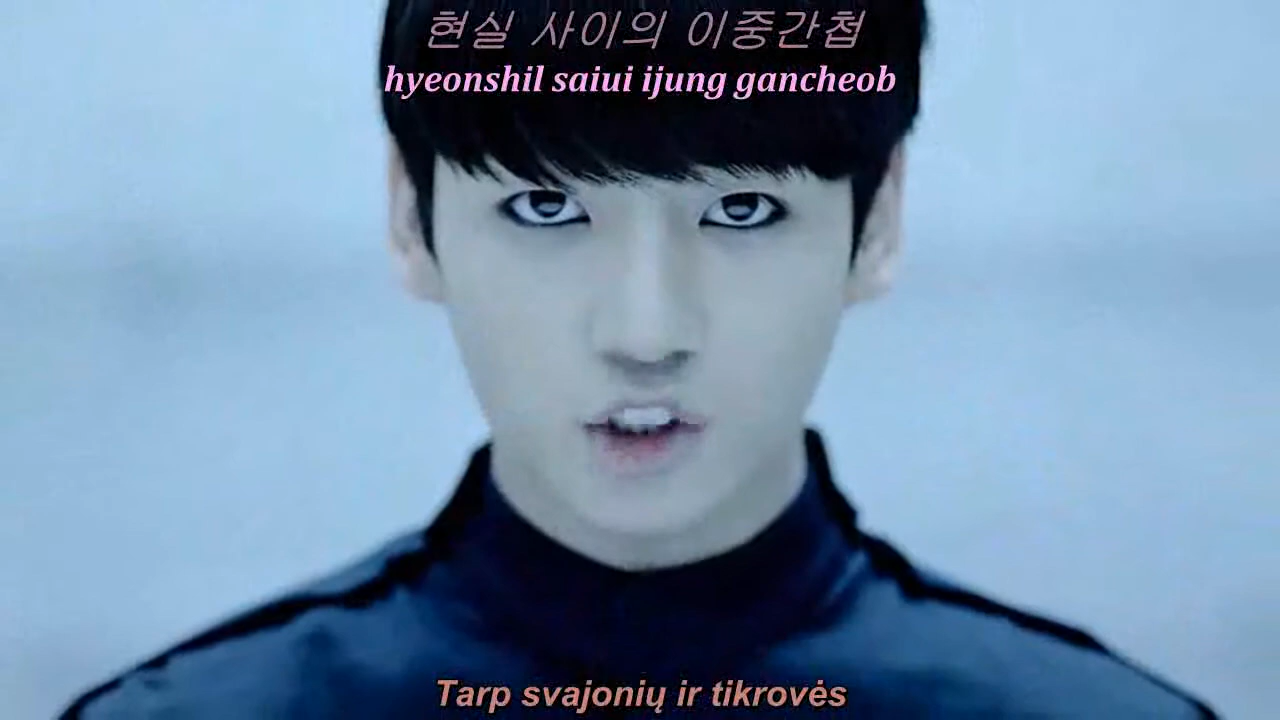 현실 사이의 이중간첩
hyeonshil saiui ijung gancheob
Tarp svajonių ir tikrovės